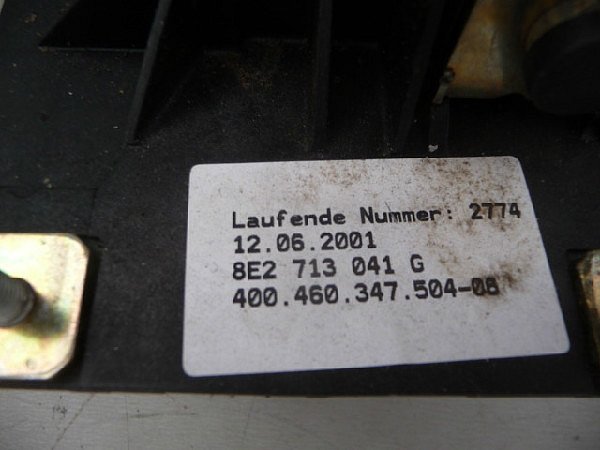 Laufende Nummer: 2774
12.06.2001
8E2 713 041 G
400.460.347.504-08